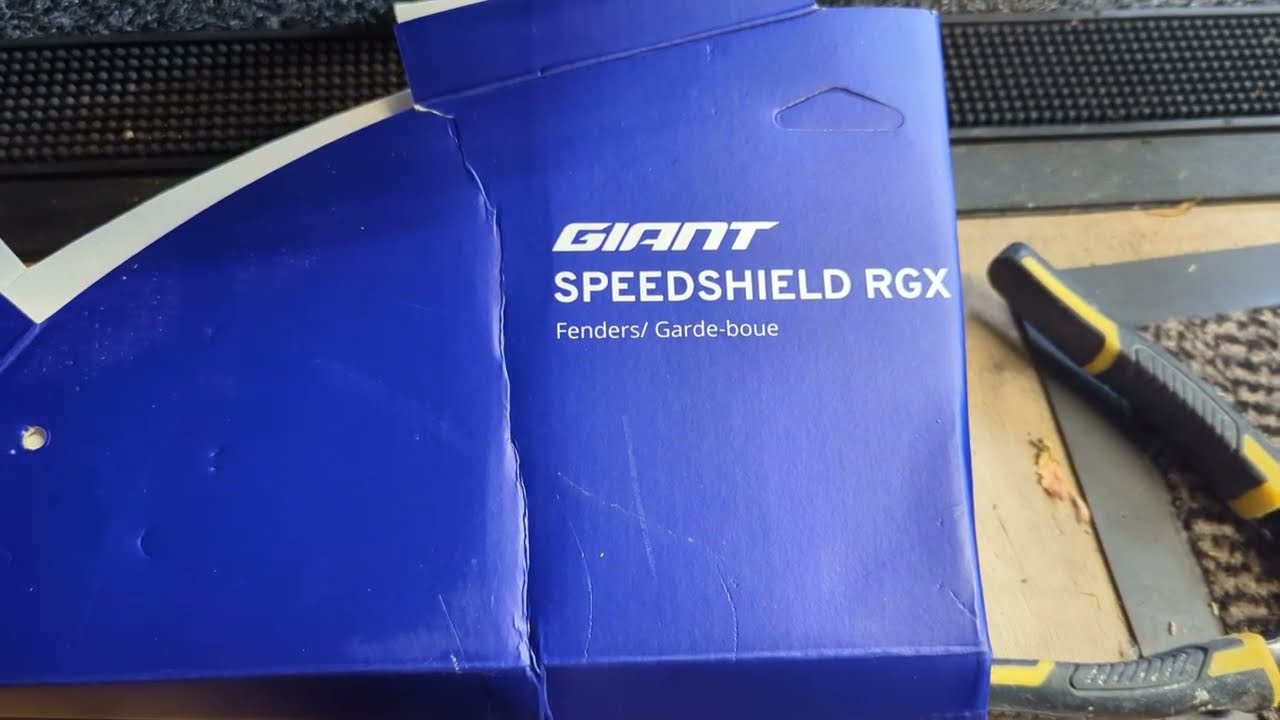 GIANT
SPEEDSHIELD RGX
Fenders/ Garde-boue